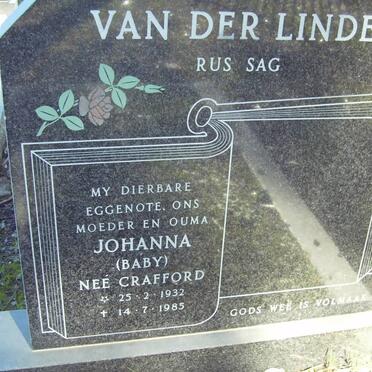 VAN DER LINDE
RUS SAG
MY DIERBARE
EGGENOTE, ONS
MOEDER EN OUMA
JOHANNA
(BABY)
NEÉ CRAFFORD
☆ 25 - 2 - 1932
✝ 14 - 7 - 1985
GODS WEË IS VOLMAAK